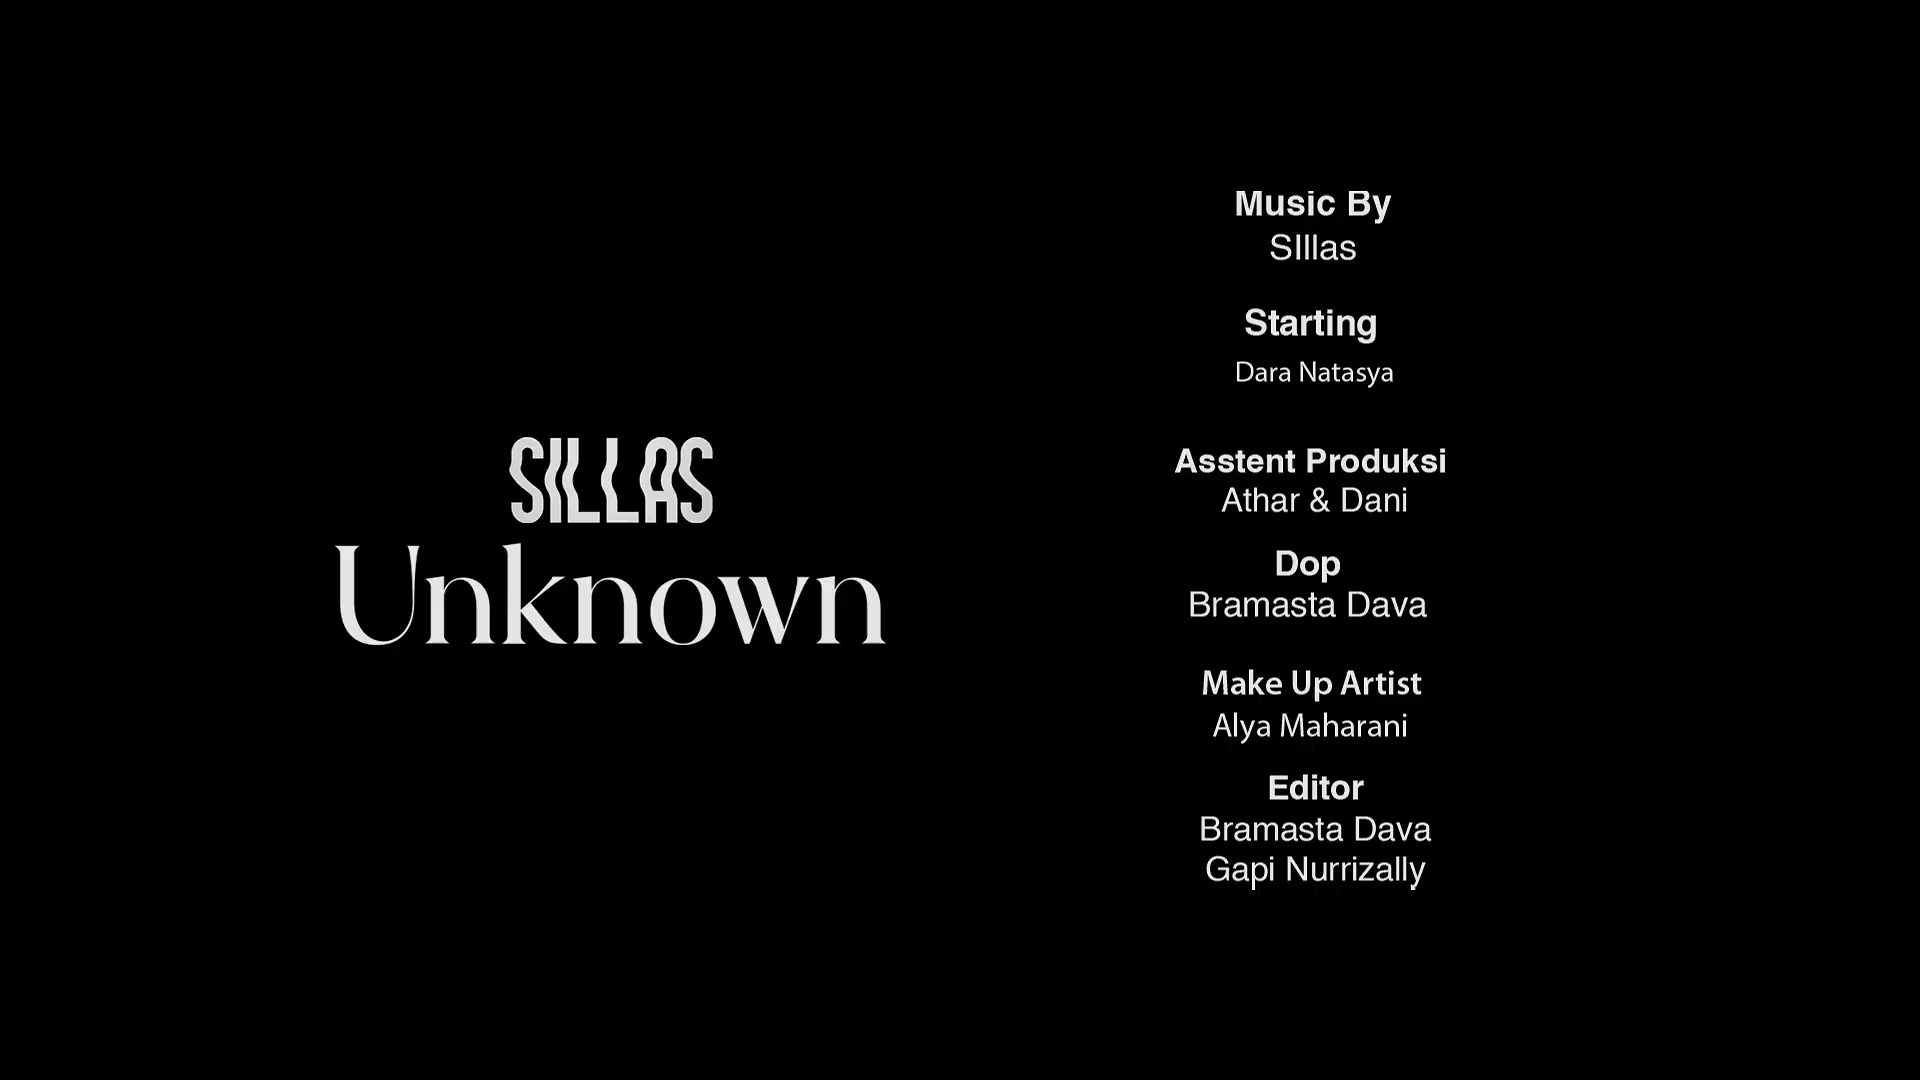 SILLAS
Unknown
Music By
SIllas
Starting
Dara Natasya
Asstent Produksi
Athar & Dani
Dop
Bramasta Dava
Make Up Artist
Alya Maharani
Editor
Bramasta Dava
Gapi Nurrizally